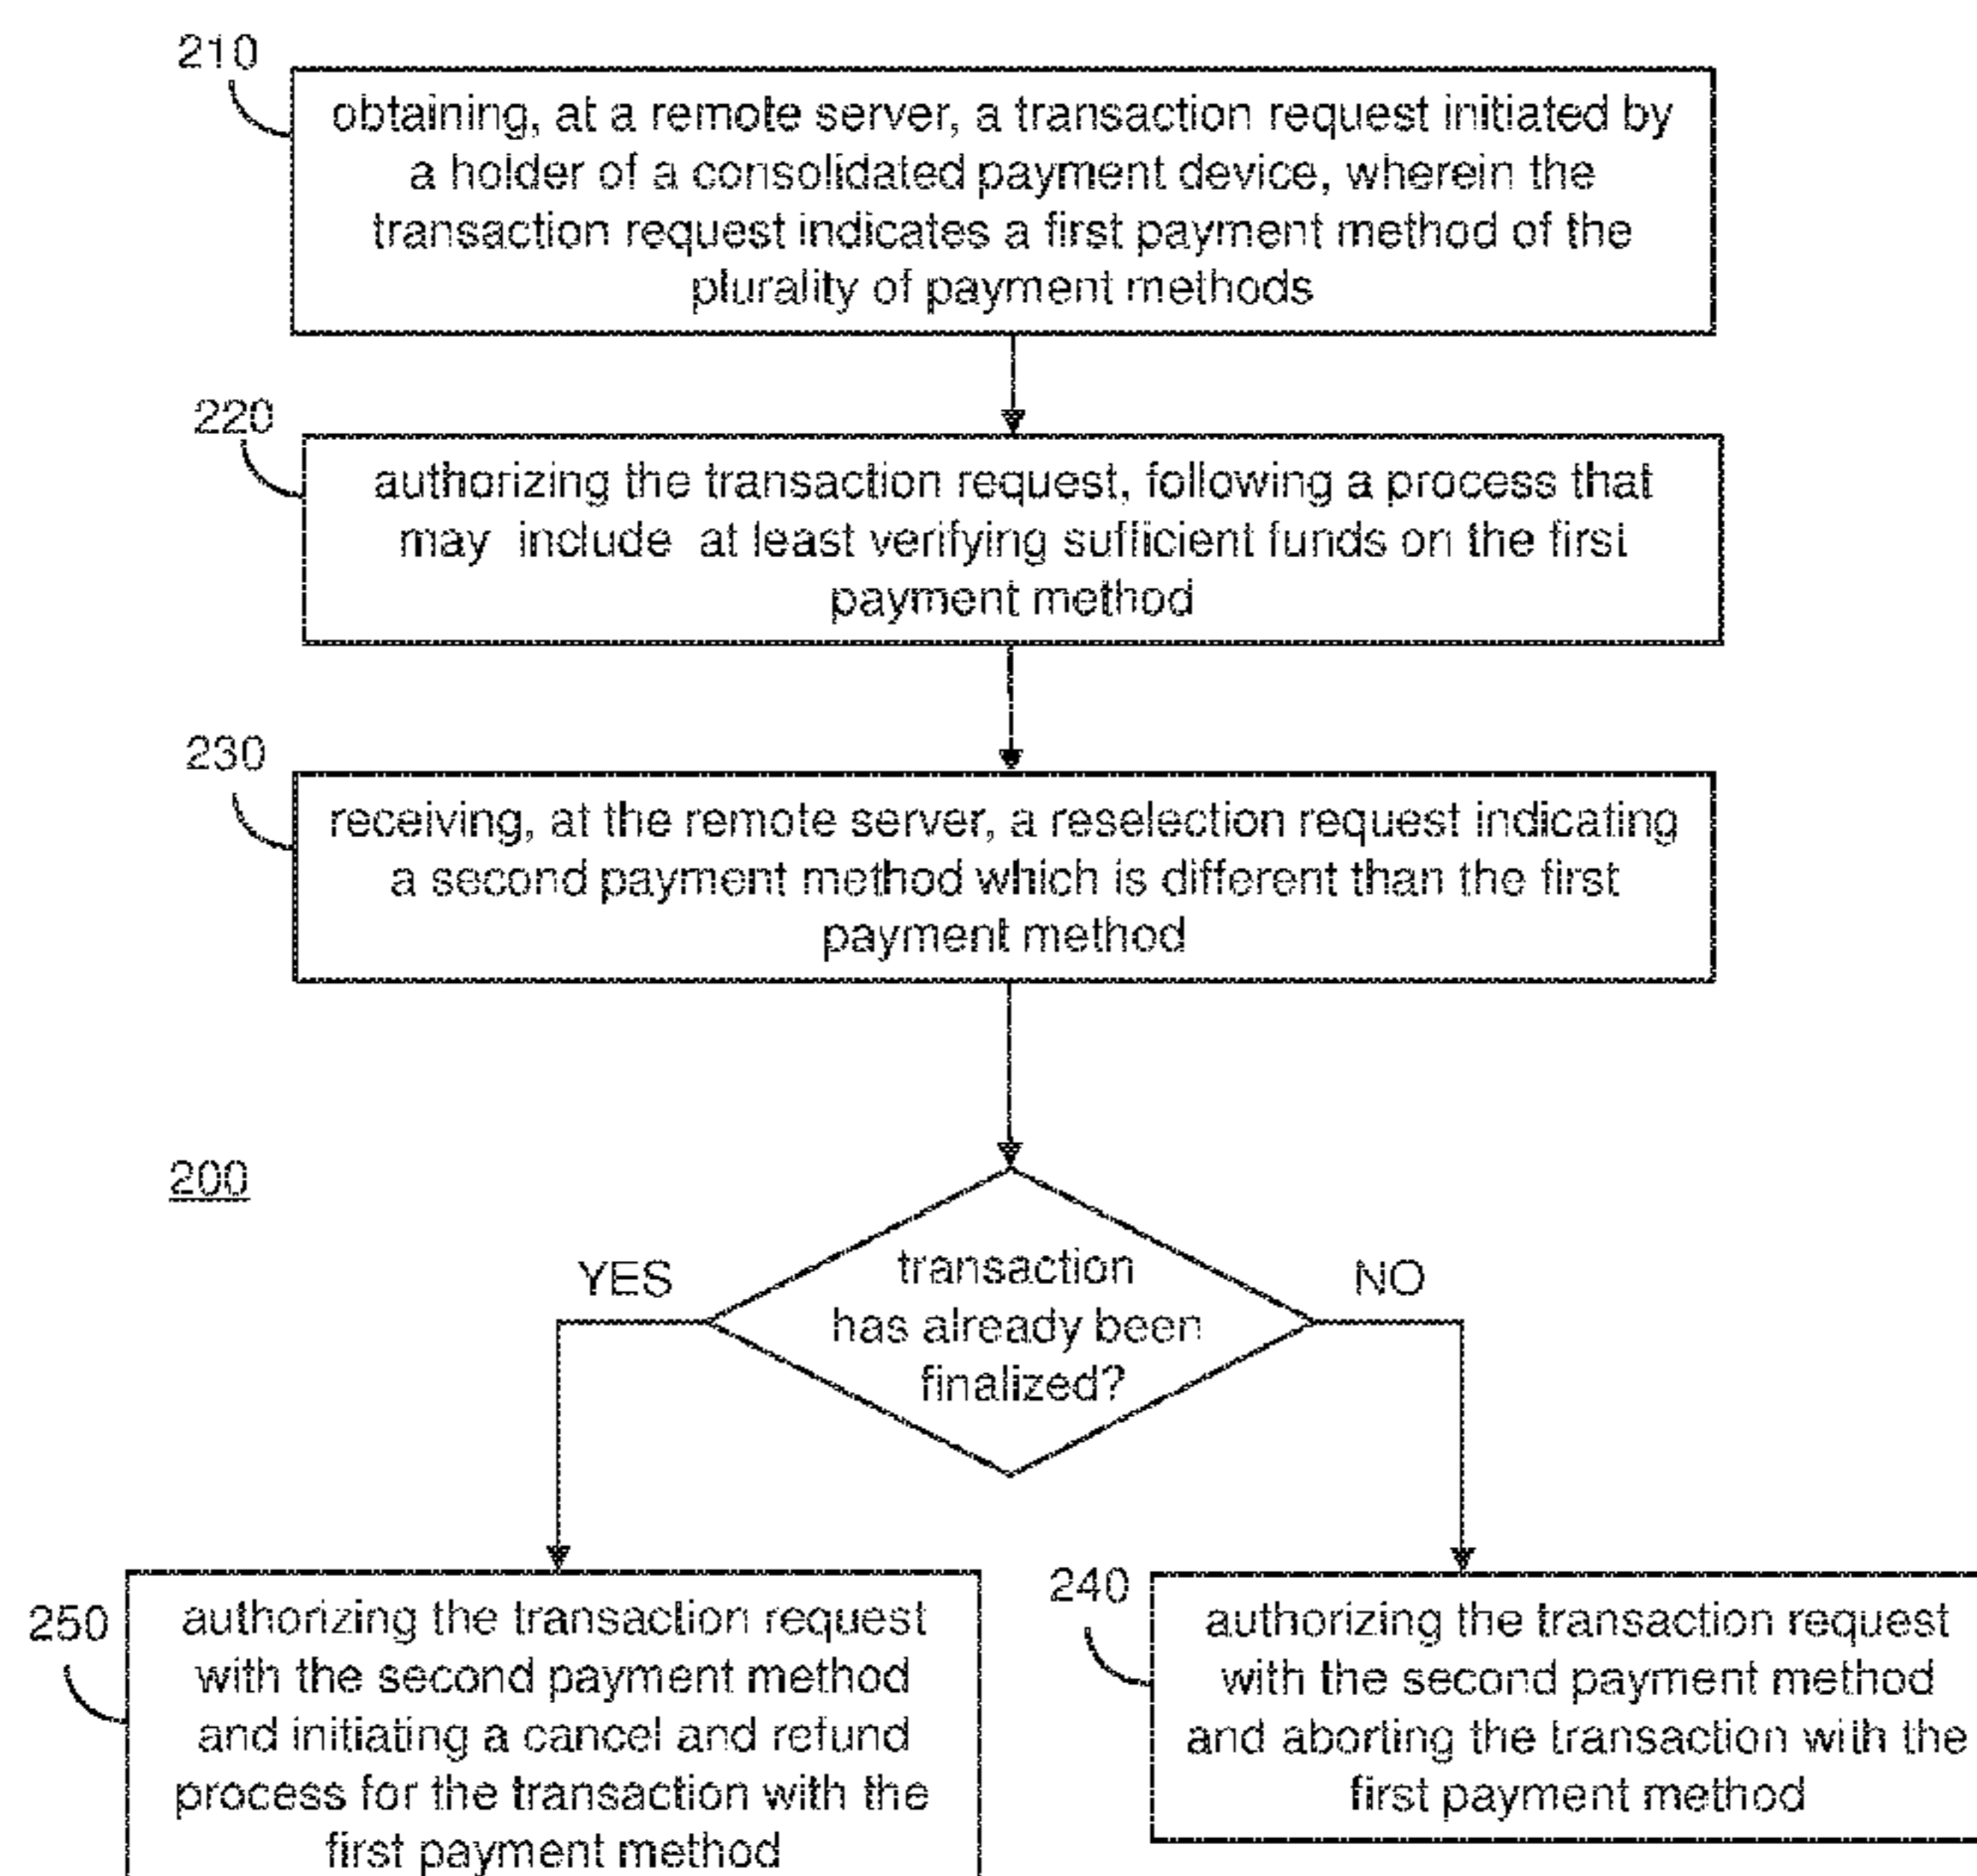 210
obtaining, at a remote server, a transaction request initiated by
a holder of a consolidated payment device, wherein the
transaction request indicates a first payment method of the
plurality of payment methods
220
authorizing the transaction request, following a process that
may include at least verifying sufficient funds on the first
payment method
230
receiving, at the remote server, a reselection request indicating
a second payment method which is different than the first
payment method
200
YES
transaction
has already been
finalized?
NO
250
authorizing the transaction request
with the second payment method
and initiating a cancel and refund
process for the transaction with the
first payment method
240
authorizing the transaction request
with the second payment method
and aborting the transaction with the
first payment method